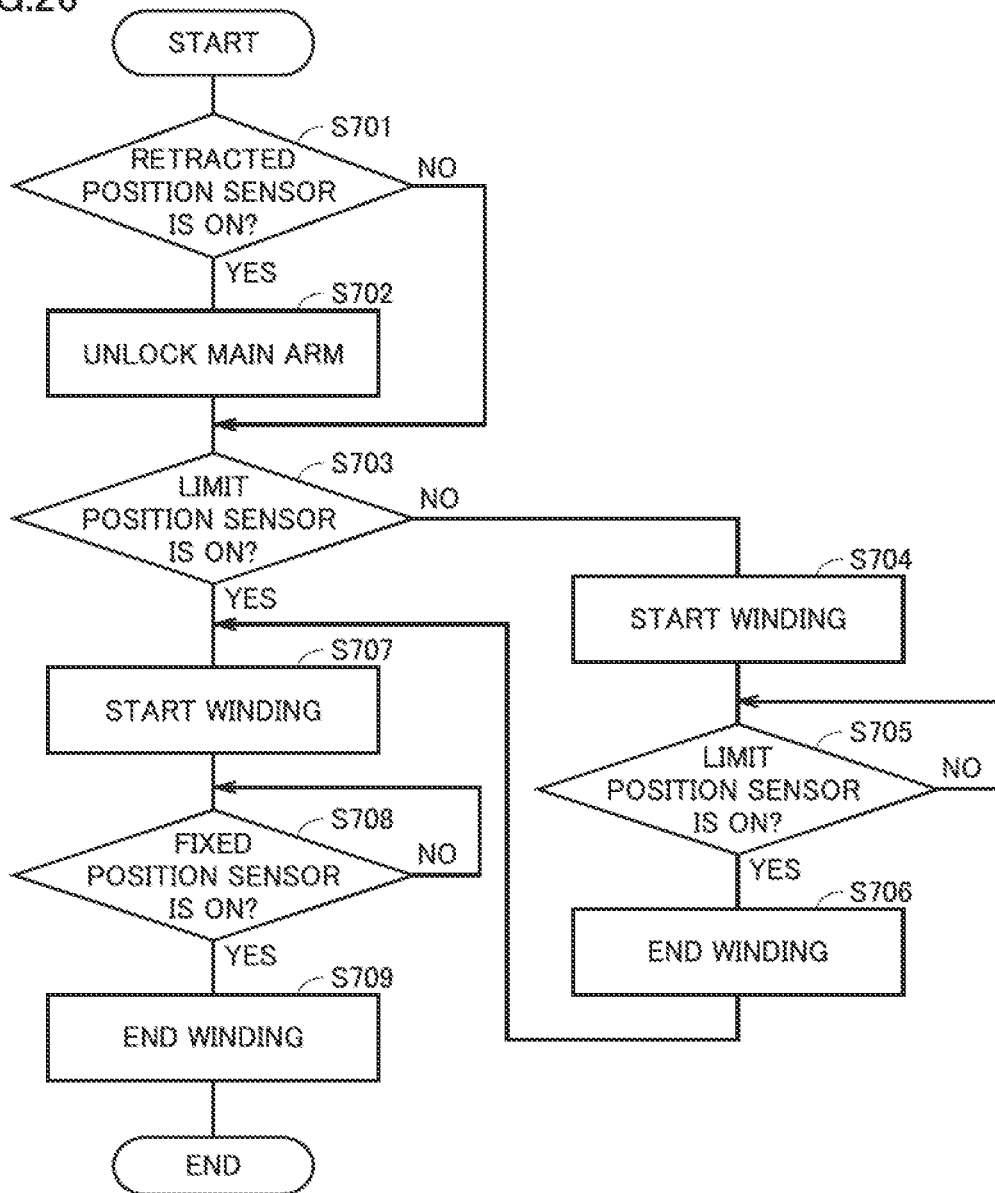 START
S701
RETRACTED
POSITION SENSOR
IS ON?
NO
YES
S702
UNLOCK MAIN ARM
S703
LIMIT
POSITION SENSOR
IS ON?
NO
YES
S704
START WINDING
S705
LIMIT
POSITION SENSOR
IS ON?
NO
YES
S706
END WINDING
S707
START WINDING
S708
FIXED
POSITION SENSOR
IS ON?
NO
YES
S709
END WINDING
END